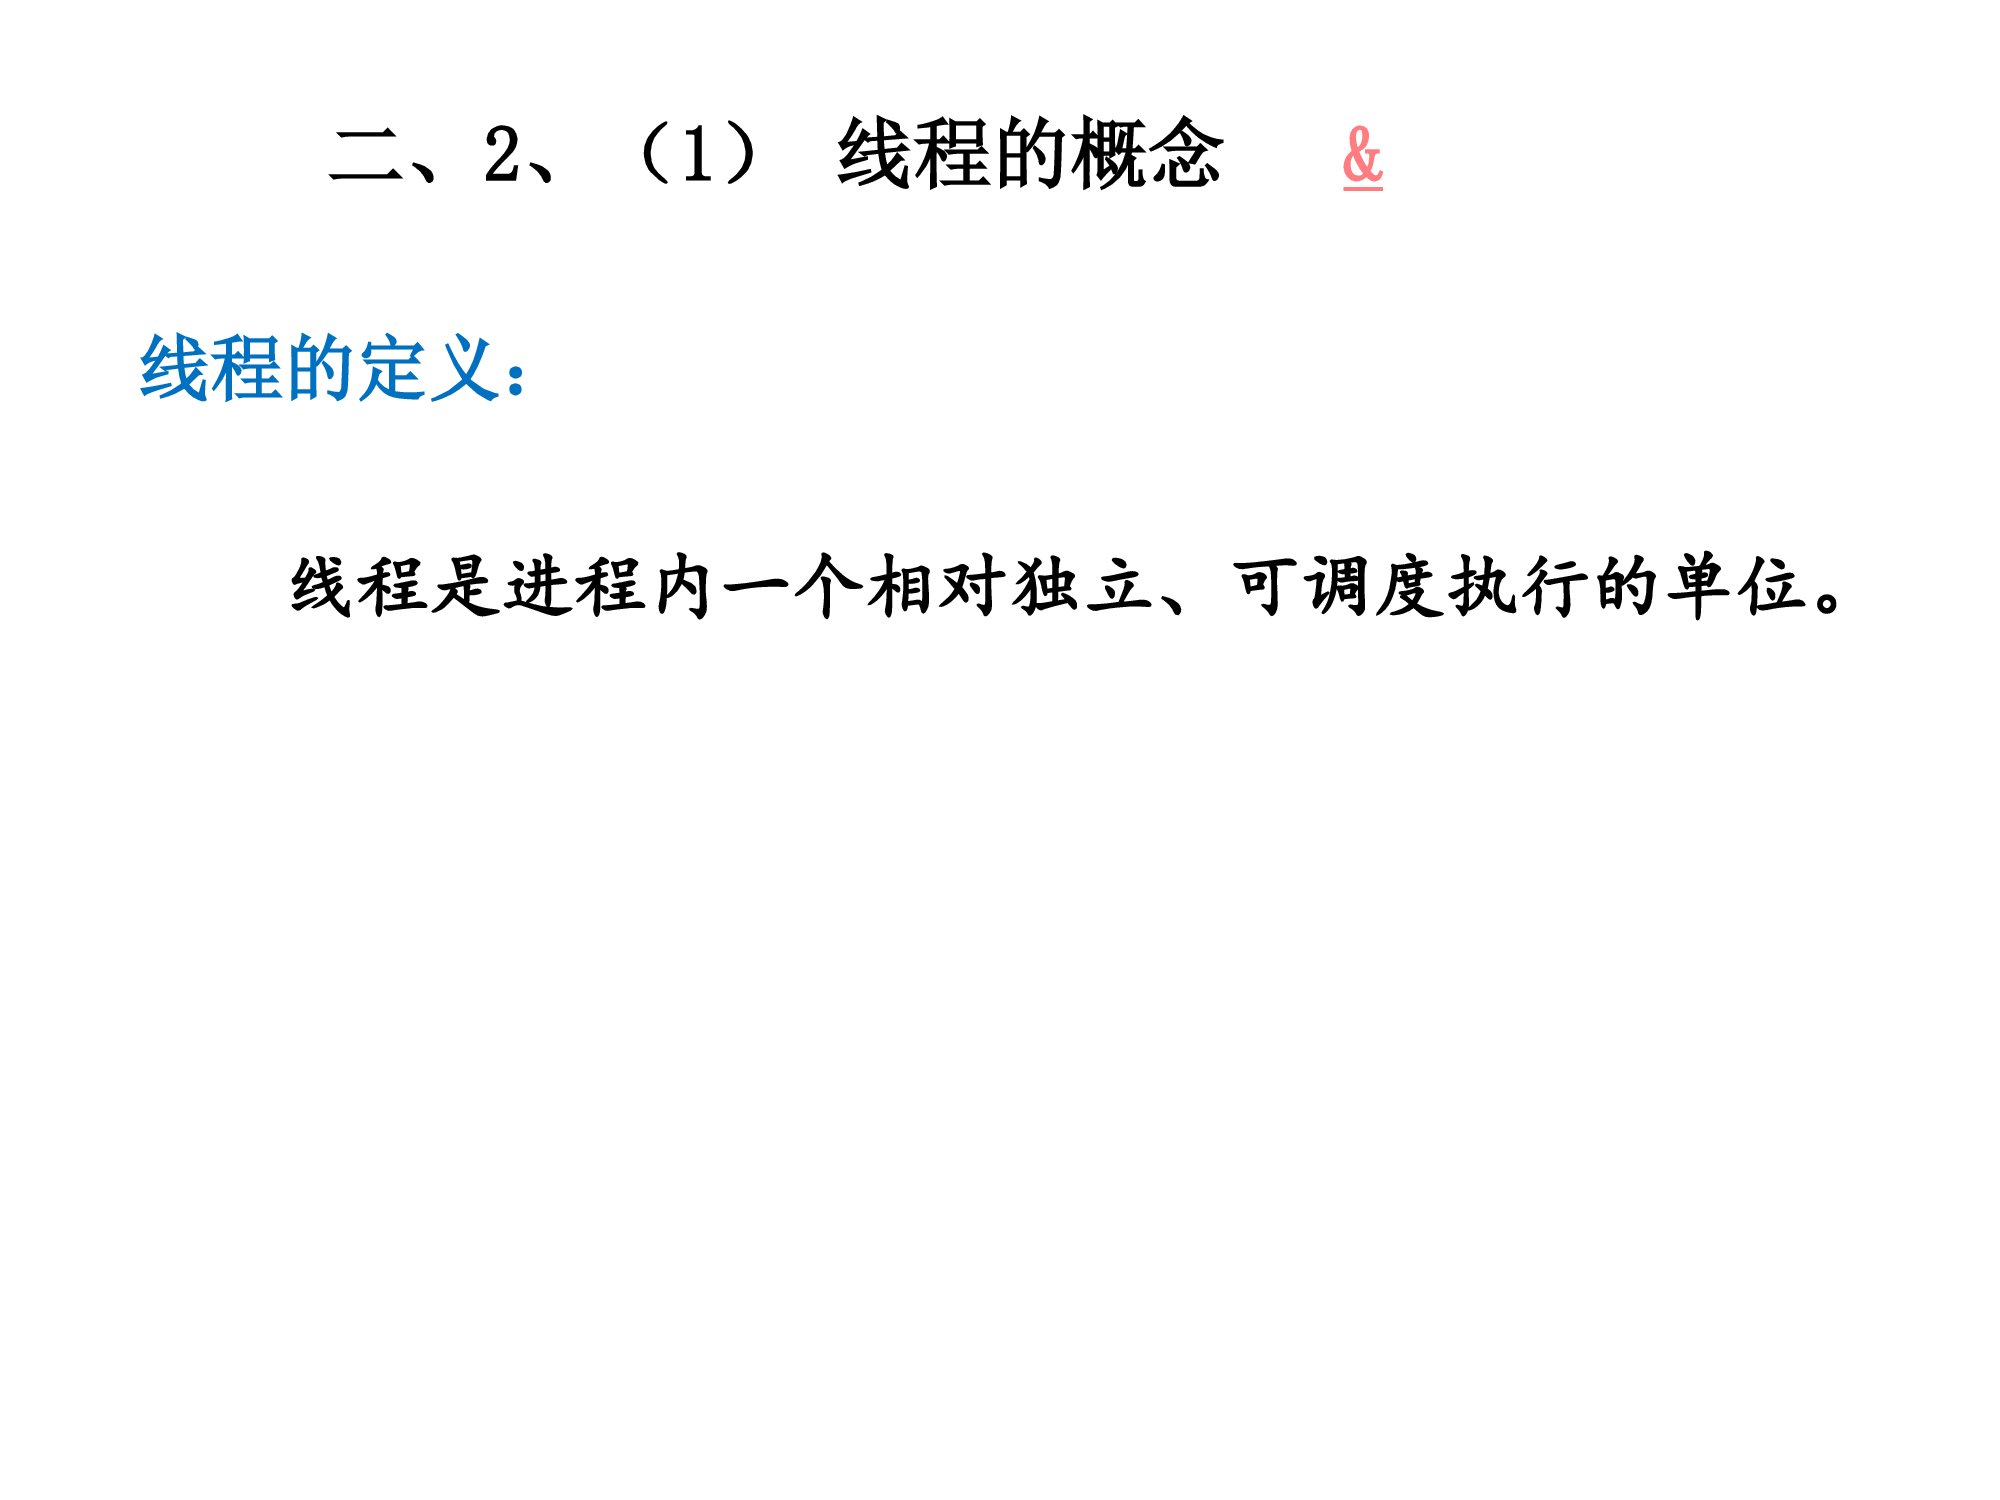 二、2、（1） 线程的概念 &
线程的定义：
线程是进程内一个相对独立、可调度执行的单位。